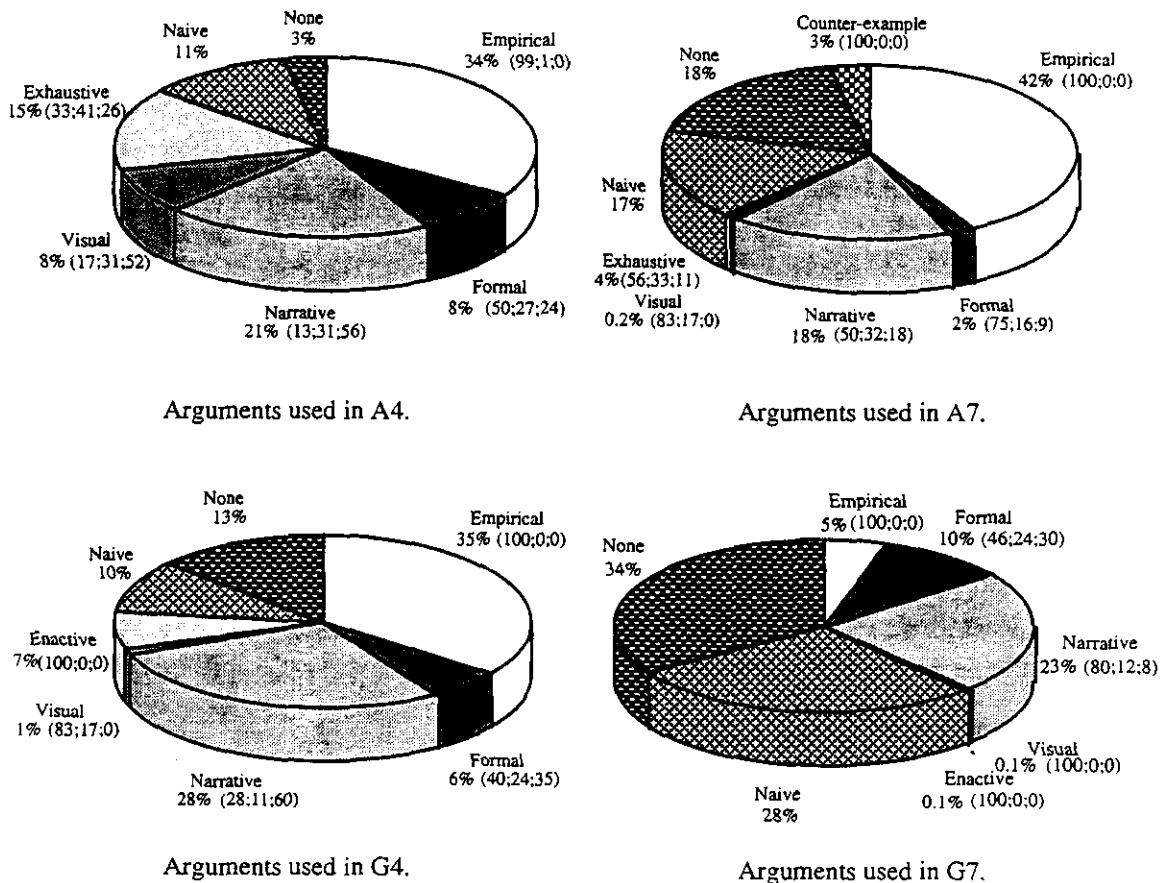 None
3%
Naive
11%
Empirical
34% (99;1;0)
Exhaustive
15%(33;41;26)
Visual
8% (17;31;52)
Formal
8% (50;27;24)
Narrative
21% (13;31;56)
Arguments used in A4.
Counter-example
3% (100;0;0)
None
18%
Empirical
42% (100;0;0)
Naive
17%
Exhaustive
4%(56;33;11)
Visual
0.2% (83;17;0)
Narrative
18% (50;32;18)
Formal
2% (75;16;9)
Arguments used in A7.
None
13%
Empirical
35% (100;0;0)
Naive
10%
Enactive
7%(100;0;0)
Visual
1% (83;17;0)
Formal
6% (40;24;35)
Narrative
28% (28;11;60)
Arguments used in G4.
Empirical
5% (100;0;0)
Formal
10% (46;24;30)
None
34%
Narrative
23% (80;12;8)
Visual
0.1% (100;0;0)
Enactive
0.1% (100;0;0)
Naive
28%
Arguments used in G7.